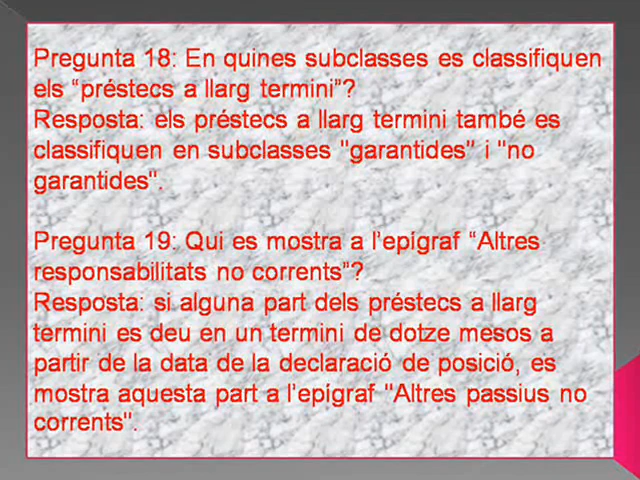 Pregunta 18: En quines subclasses es classifiquen
els “préstecs a llarg termini”?
Resposta: els préstecs a llarg termini també es
classifiquen en subclasses "garantides" i "no
garantides".
Pregunta 19: Qui es mostra a l’epígraf “Altres
responsabilitats no corrents”?
Resposta: si alguna part dels préstecs a llarg
termini es deu en un termini de dotze mesos a
partir de la data de la declaració de posició, es
mostra aquesta part a l’epígraf "Altres passius no
corrents".